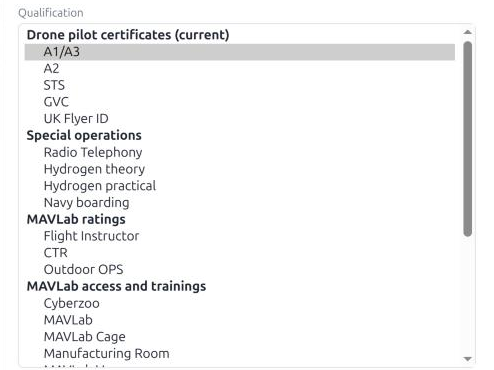 Qualification
Drone pilot certificates (current)
A1/A3
A2
STS
GVC
UK Flyer ID
Special operations
Radio Telephony
Hydrogen theory
Hydrogen practical
Navy boarding
MAVLab ratings
Flight Instructor
CTR
Outdoor OPS
MAVLab access and trainings
Cyberzoo
MAVLab
MAVLab Cage
Manufacturing Room